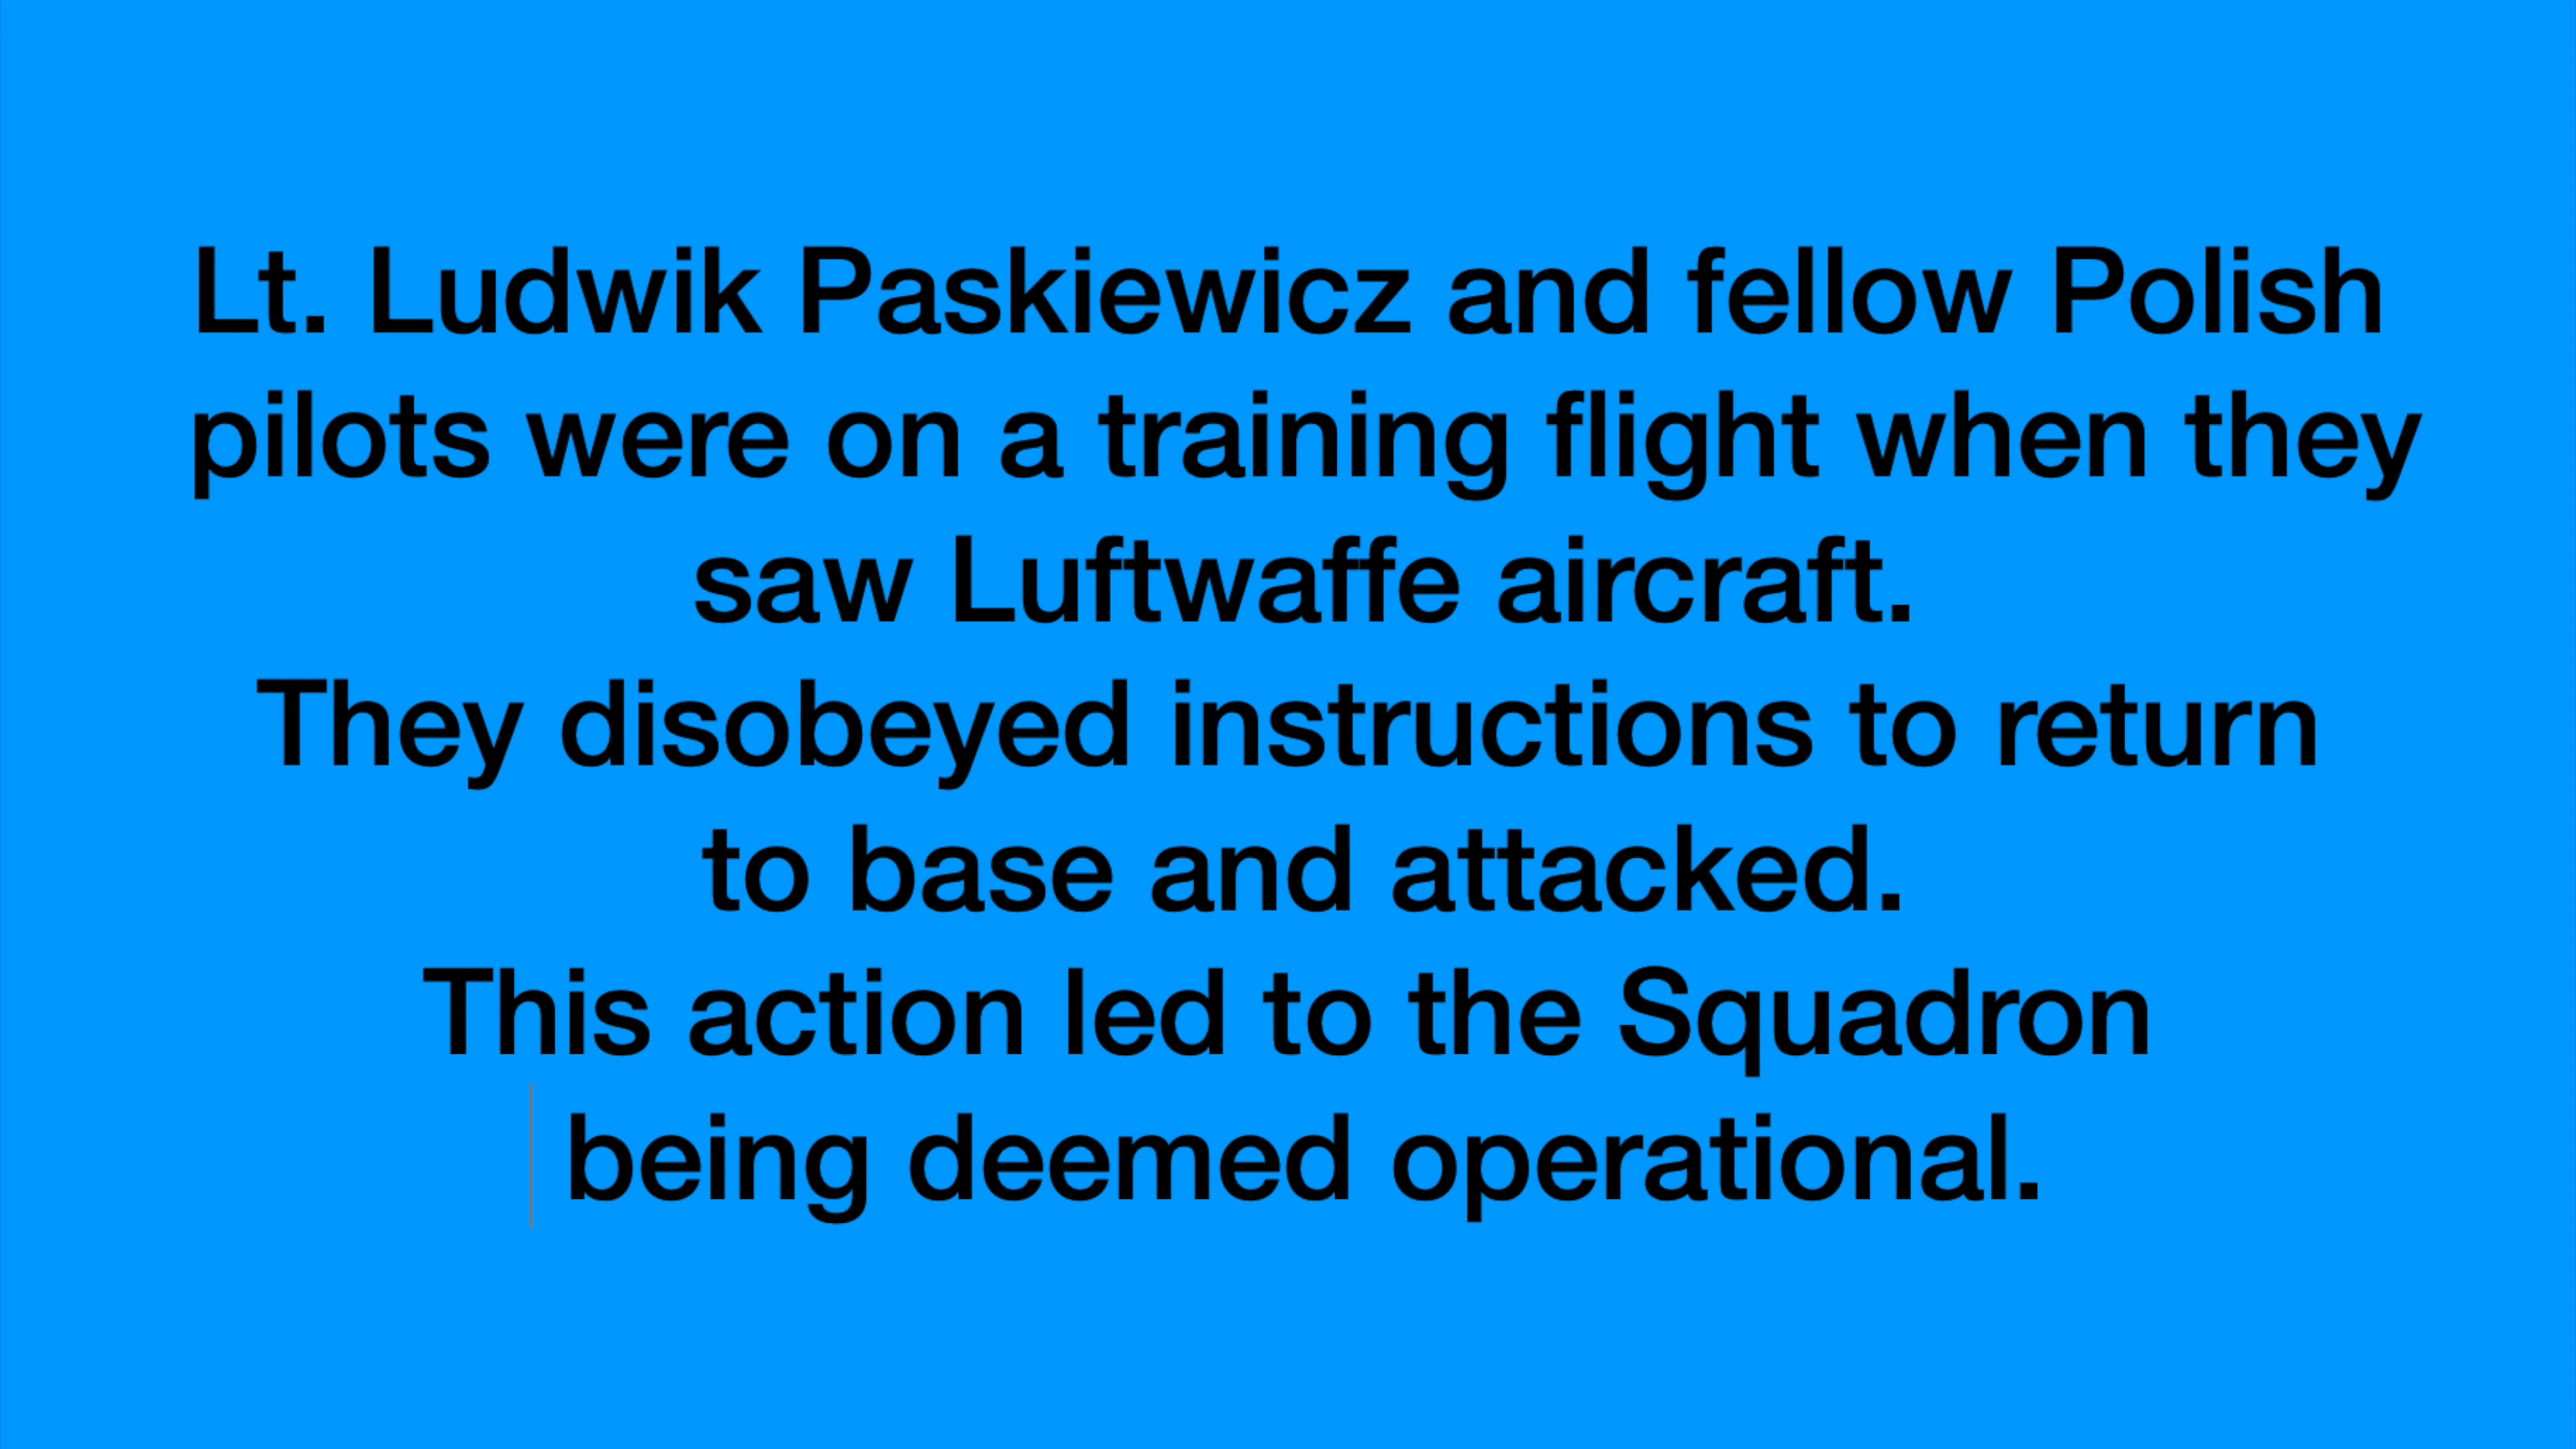 Lt. Ludwik Paskiewicz and fellow Polish
pilots were on a training flight when they
saw Luftwaffe aircraft.
They disobeyed instructions to return
to base and attacked.
This action led to the Squadron
being deemed operational.